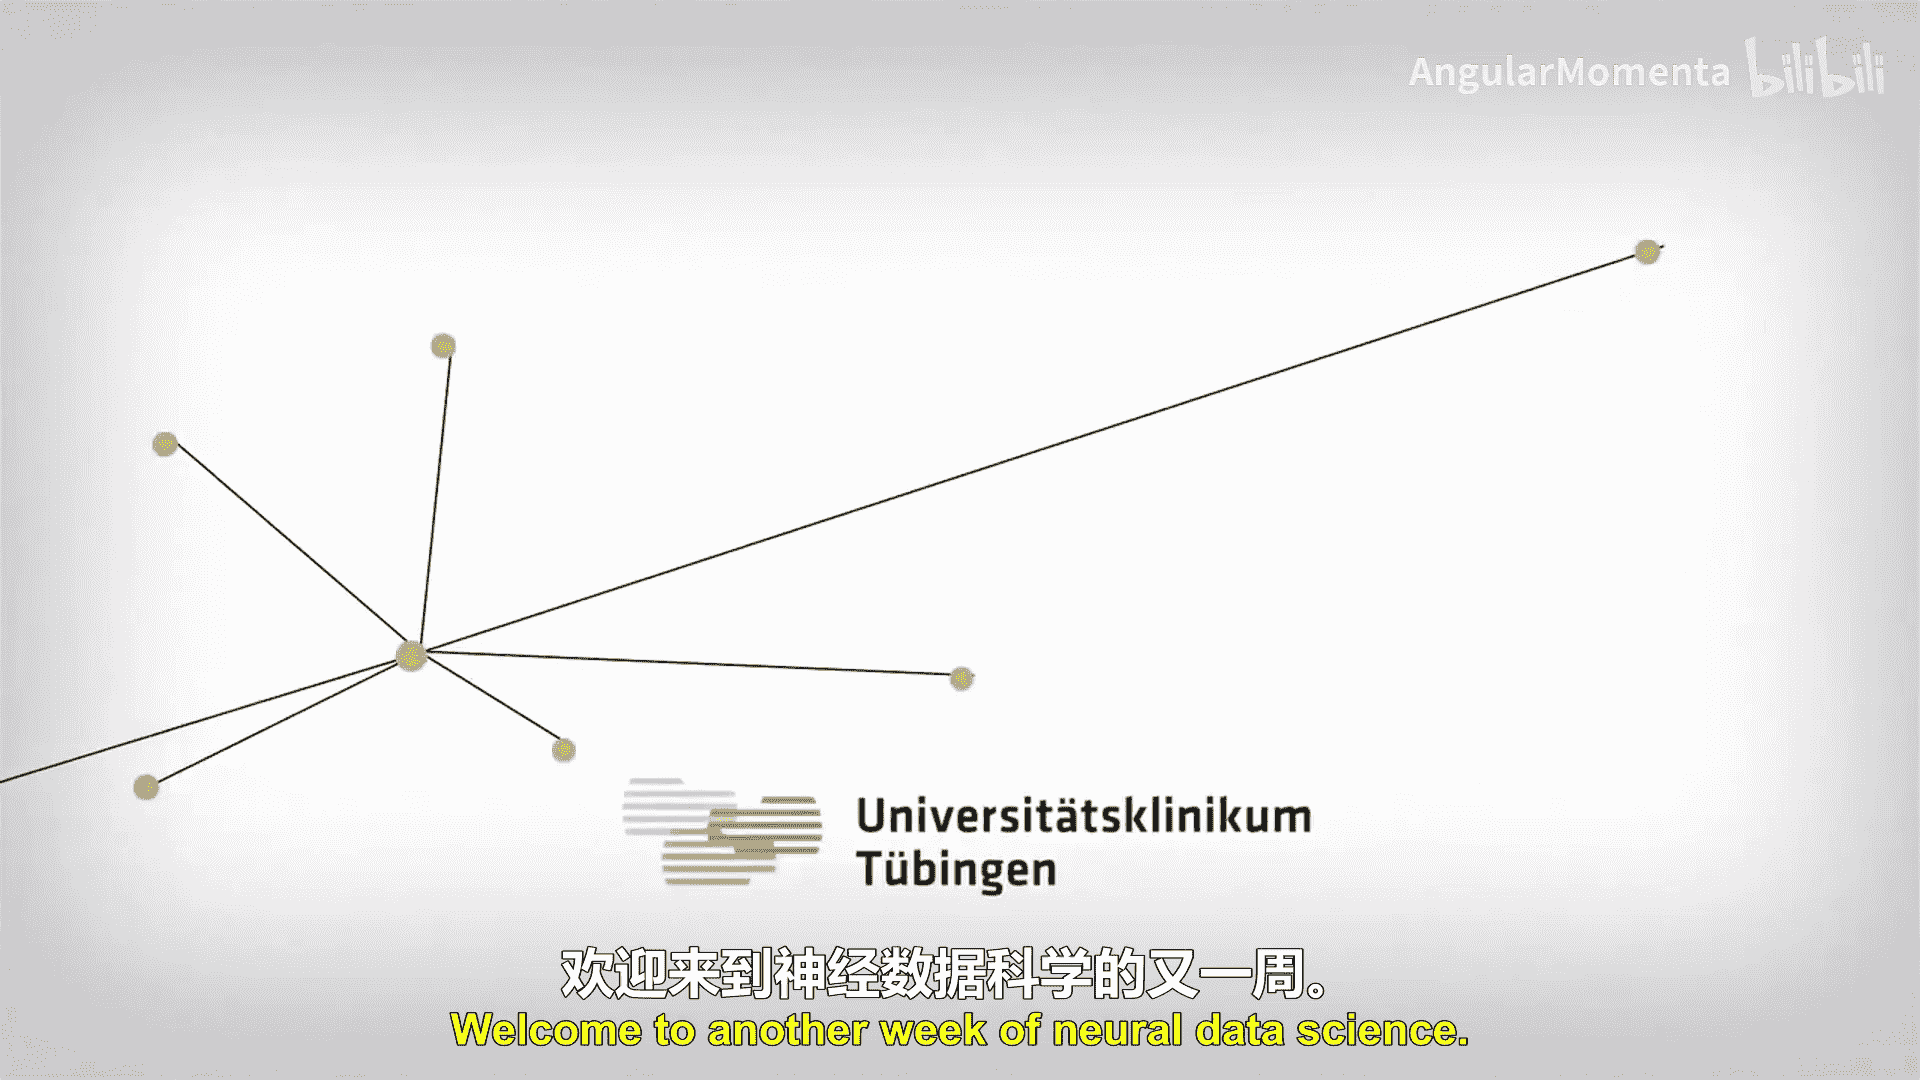 AngularMomenta bilibili
Universitätsklinikum
Tübingen
欢迎来到神经数据科学的又一周。
Welcome to another week of neural data science.